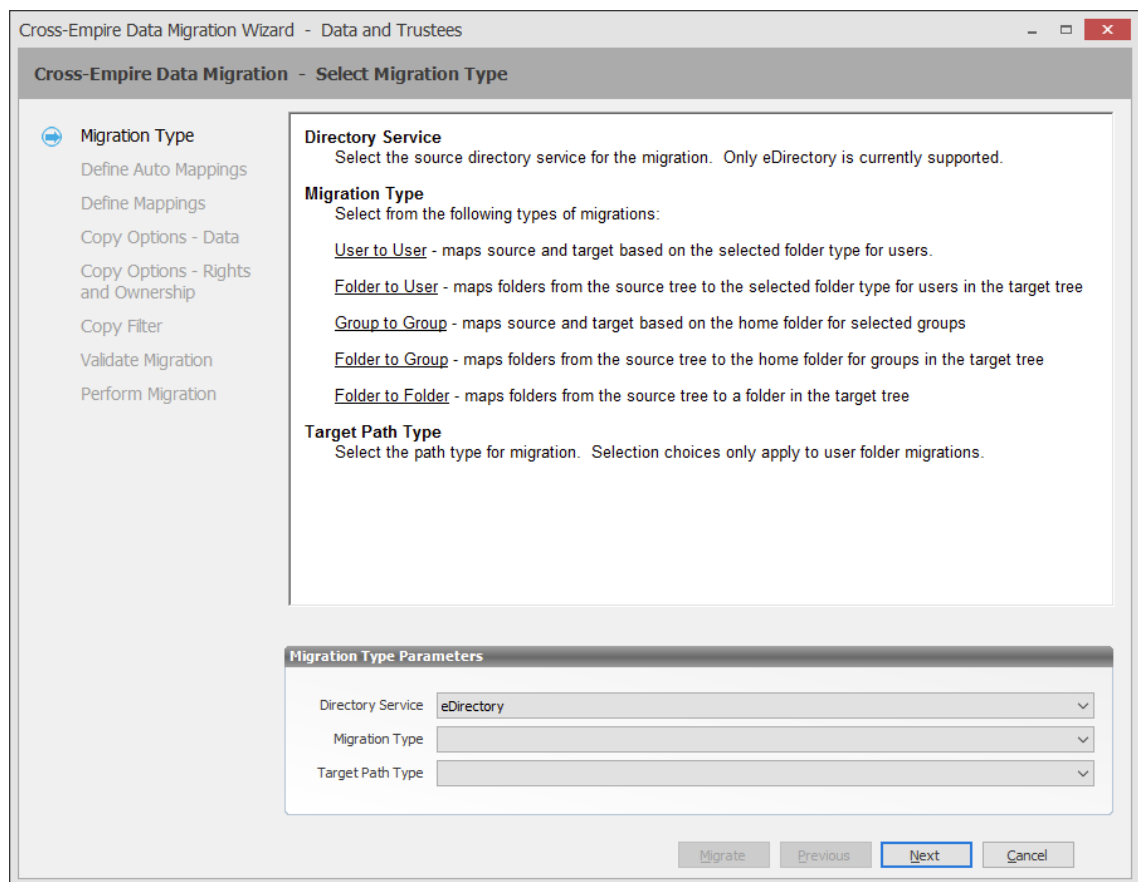 Cross-Empire Data Migration Wizard - Data and Trustees
Cross-Empire Data Migration - Select Migration Type
Migration Type
Define Auto Mappings
Define Mappings
Copy Options - Data
Copy Options - Rights
and Ownership
Copy Filter
Validate Migration
Perform Migration
Directory Service
Select the source directory service for the migration. Only eDirectory is currently supported.
Migration Type
Select from the following types of migrations:
User to User - maps source and target based on the selected folder type for users.
Folder to User - maps folders from the source tree to the selected folder type for users in the target tree
Group to Group - maps source and target based on the home folder for selected groups
Folder to Group - maps folders from the source tree to the home folder for groups in the target tree
Folder to Folder - maps folders from the source tree to a folder in the target tree
Target Path Type
Select the path type for migration. Selection choices only apply to user folder migrations.
Migration Type Parameters
Directory Service eDirectory
Migration Type
Target Path Type
Migrate Previous Next Cancel